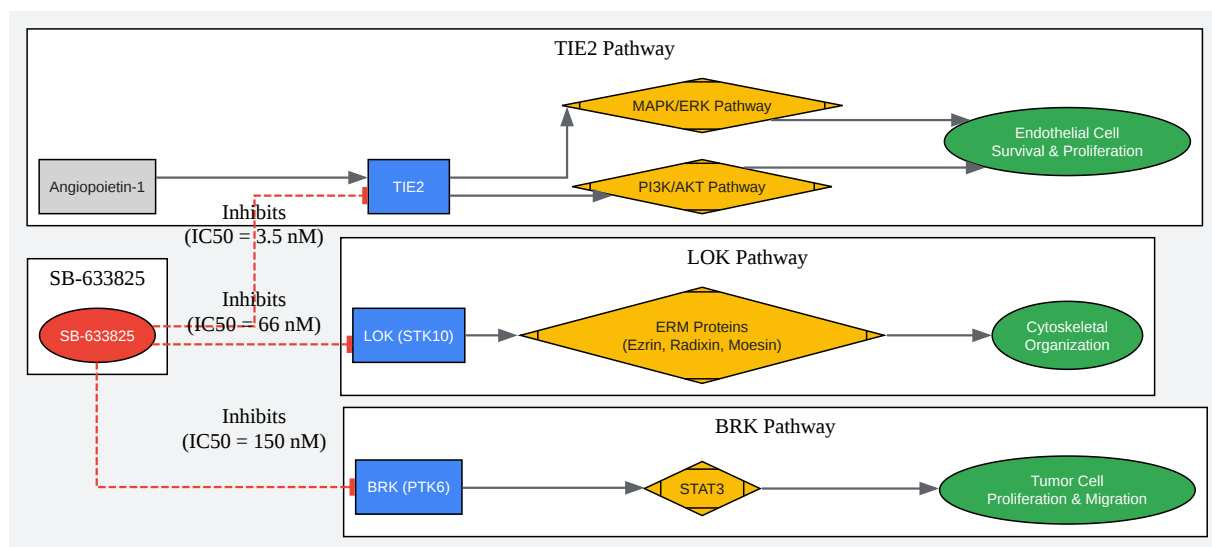 TIE2 Pathway
MAPK/ERK Pathway
Endothelial Cell
Survival & Proliferation
Angiopoietin-1
TIE2
PI3K/AKT Pathway
Inhibits
(IC50 = 3.5 nM)
LOK Pathway
SB-633825
Inhibits
(IC50 = 66 nM)
SB-633825
LOK (STK10)
ERM Proteins
(Ezrin, Radixin, Moesin)
Cytoskeletal
Organization
Inhibits
(IC50 = 150 nM)
BRK Pathway
BRK (PTK6)
STAT3
Tumor Cell
Proliferation & Migration